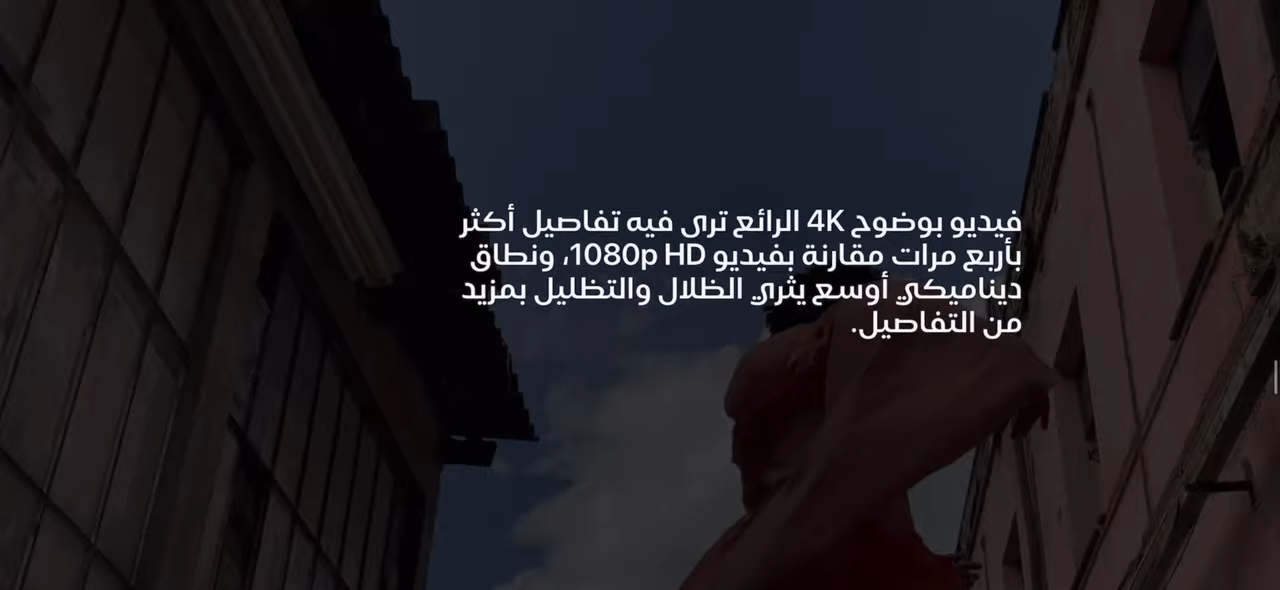 فيديو بوضوح 4K الرائع ترى فيه تفاصيل أكثر
بأربع مرات مقارنة بفيديو 1080p HD، ونطاق
ديناميكي أوسع يثري الظلال والتظليل بمزيد
من التفاصيل.